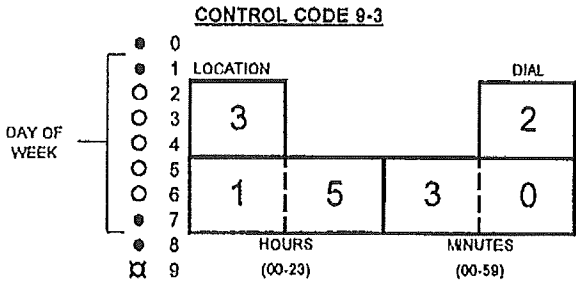 CONTROL CODE 9-3
0
1 LOCATION DIAL
2
3 3 2
DAY OF
WEEK
4
5
6 1 5 3 0
7
8 HOURS MINUTES
9 (00-23) (00-59)